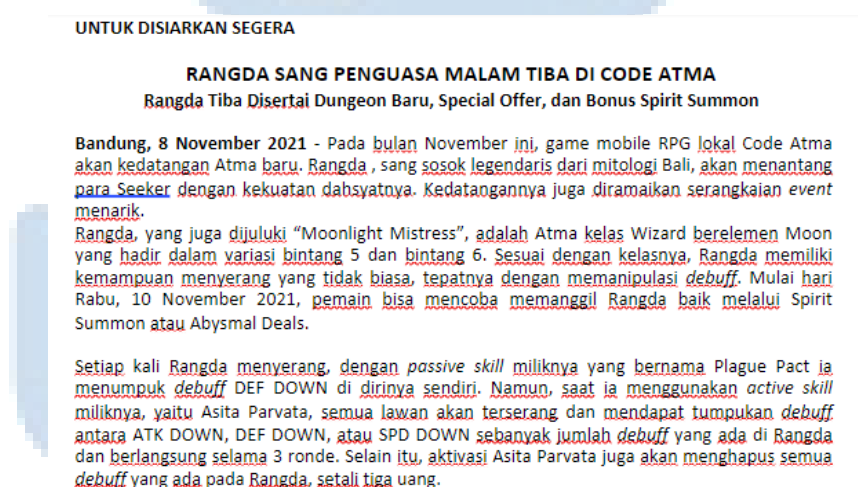 UNTUK DISIARKAN SEGERA
RANGDA SANG PENGUASA MALAM TIBA DI CODE ATMA
Rangda Tiba Disertai Dungeon Baru, Special Offer, dan Bonus Spirit Summon
Bandung, 8 November 2021 - Pada bulan November ini, game mobile RPG lokal Code Atma
akan kedatangan Atma baru. Rangda , sang sosok legendaris dari mitologi Bali, akan menantang
para Seeker dengan kekuatan dahsyatnya. Kedatangannya juga diramaikan serangkaian event
menarik.
Rangda, yang juga dijuluki “Moonlight Mistress”, adalah Atma kelas Wizard berelemen Moon
yang hadir dalam variasi bintang 5 dan bintang 6. Sesuai dengan kelasnya, Rangda memiliki
kemampuan menyerang yang tidak biasa, tepatnya dengan memanipulasi debuff. Mulai hari
Rabu, 10 November 2021, pemain bisa mencoba memanggil Rangda baik melalui Spirit
Summon atau Abysmal Deals.
Setiap kali Rangda menyerang, dengan passive skill miliknya yang bernama Plague Pact ia
menumpuk debuff DEF DOWN di dirinya sendiri. Namun, saat ia menggunakan active skill
miliknya, yaitu Asita Parvata, semua lawan akan terserang dan mendapat tumpukan debuff
antara ATK DOWN, DEF DOWN, atau SPD DOWN sebanyak jumlah debuff yang ada di Rangda
dan berlangsung selama 3 ronde. Selain itu, aktivasi Asita Parvata juga akan menghapus semua
debuff yang ada pada Rangda, setali tiga uang.